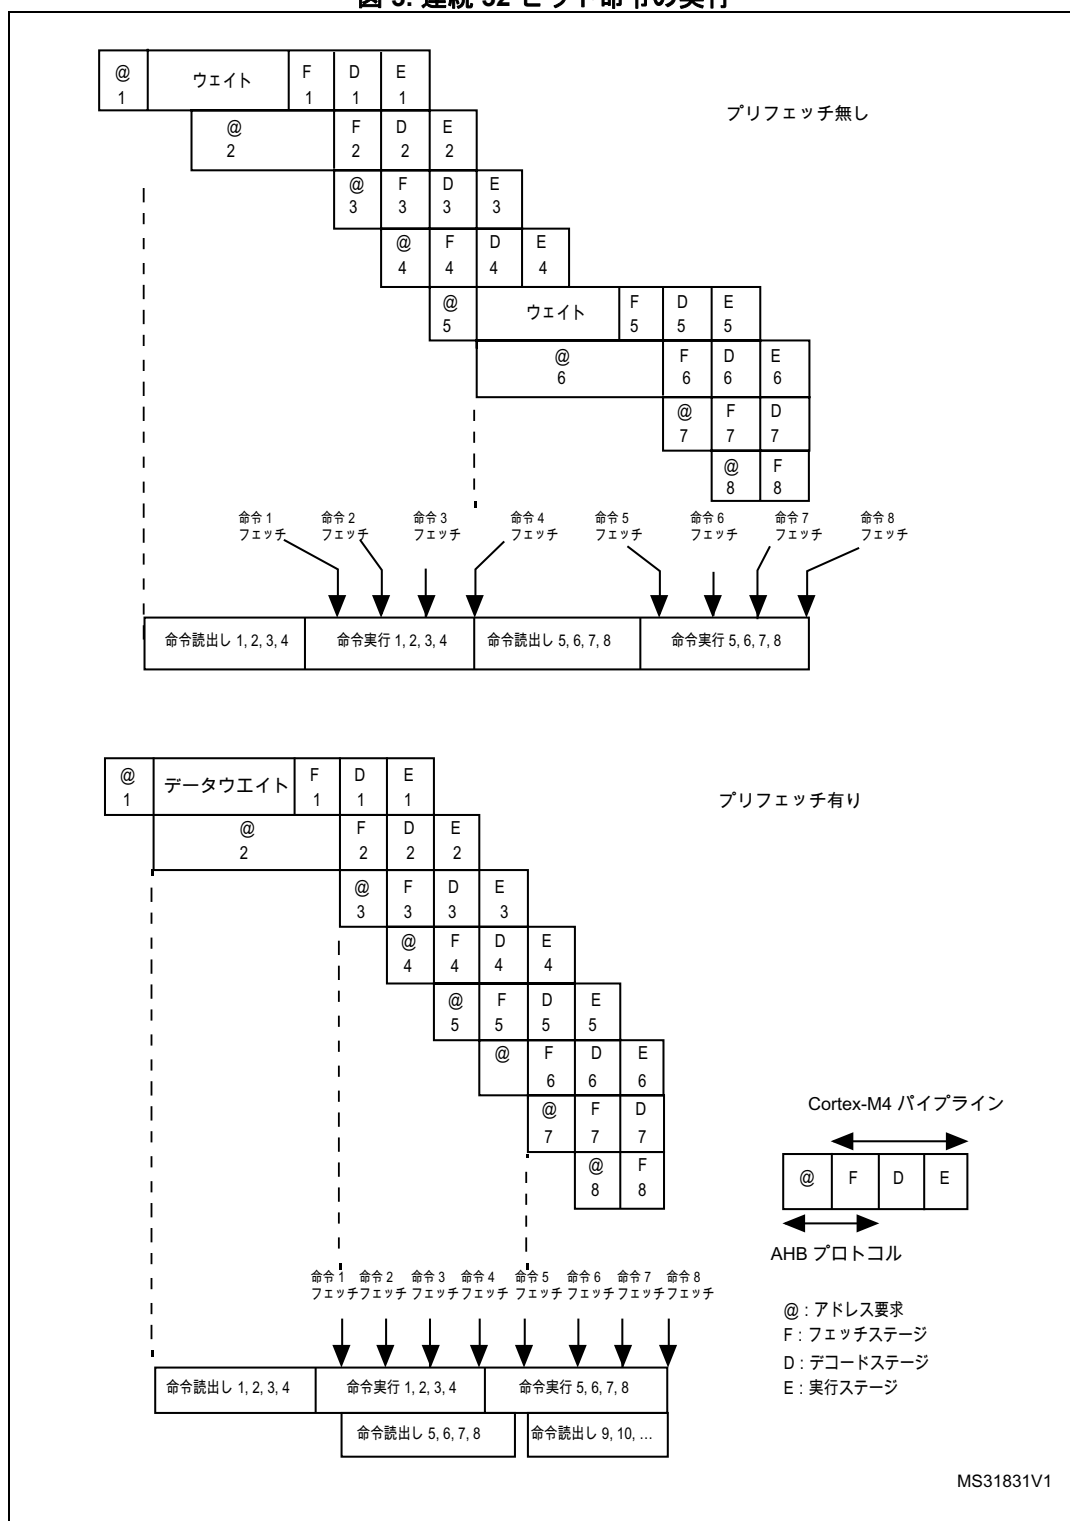 図 5. 連続 32 ビット命令の実行
@ ウェイト F D E
1 1 1 1
プリフェッチ無し
@ F D E
2 2 2 2
@ F D E
3 3 3 3
@ F D E
4 4 4 4
@ ウェイト F D E
5 5 5 5
@ F D E
6 6 6 6
@ F D
7 7 7
@ F
8 8
命令 1 命令 2 命令 3 命令 4 命令 5 命令 6 命令 7 命令 8
フェッチ フェッチ フェッチ フェッチ フェッチ フェッチ フェッチ フェッチ
命令読出し 1, 2, 3, 4 命令実行 1, 2, 3, 4 命令読出し 5, 6, 7, 8 命令実行 5, 6, 7, 8
@ データウエイト F D E
1 1 1 1
プリフェッチ有り
@ F D E
2 2 2 2
@ F D E
3 3 3 3
@ F D E
4 4 4 4
@ F D E
5 5 5 5
@ F D E
6 6 6
@ F D
7 7 7
@ F
8 8
Cortex-M4 パイプライン
@ F D E
AHB プロトコル
@ : アドレス要求
F : フェッチステージ
D : デコードステージ
E : 実行ステージ
命令 1 命令 2 命令 3 命令 4 命令 5 命令 6 命令 7 命令 8
フェッチ フェッチ フェッチ フェッチ フェッチ フェッチ フェッチ フェッチ
命令読出し 1, 2, 3, 4 命令実行 1, 2, 3, 4 命令実行 5, 6, 7, 8
命令読出し 5, 6, 7, 8 命令読出し 9, 10, ...
MS31831V1